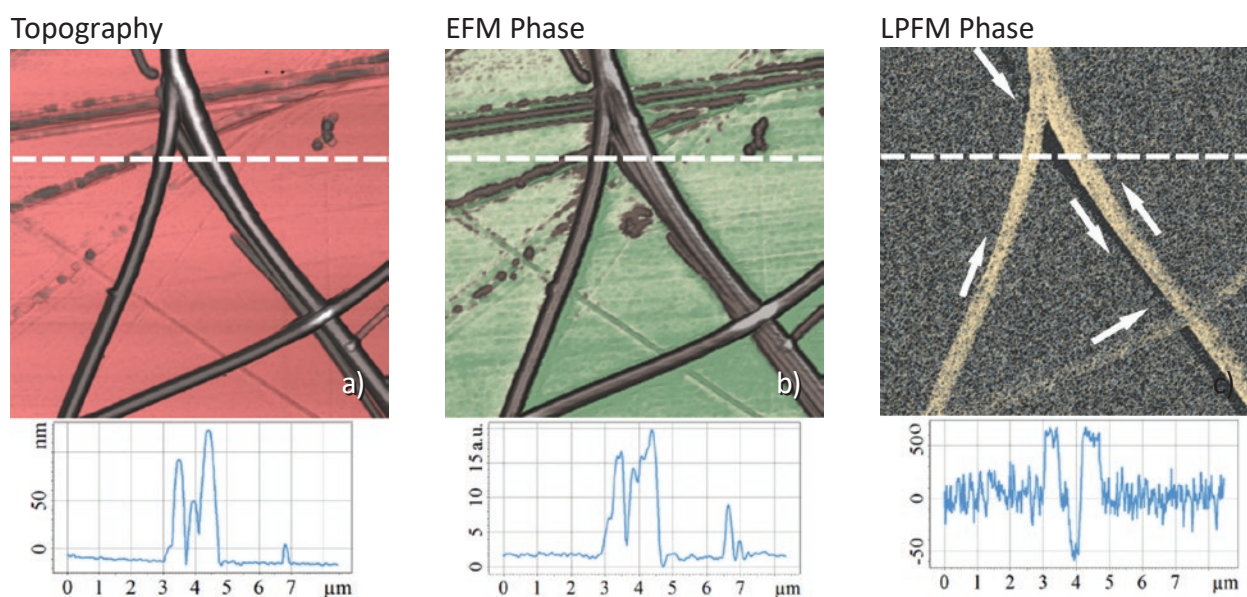 Topography
EFM Phase
LPFM Phase
a)
b)
c)
nm
50
0
0 1 2 3 4 5 6 7 µm
15 a.u.
10
5
0
0 1 2 3 4 5 6 7 µm
500
0
-50
0 1 2 3 4 5 6 7 µm